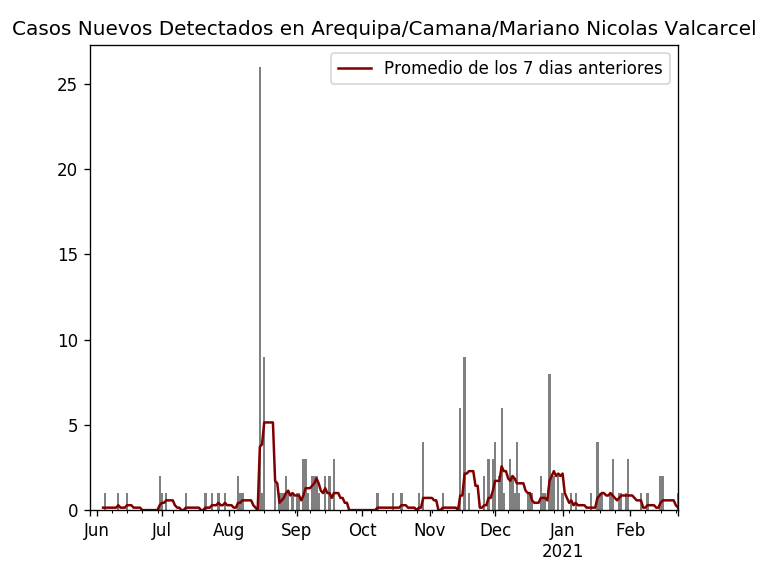 Casos Nuevos Detectados en Arequipa/Camana/Mariano Nicolas Valcarcel
Promedio de los 7 dias anteriores
25
20
15
10
5
0
Jun Jul Aug Sep Oct Nov Dec Jan Feb
2021